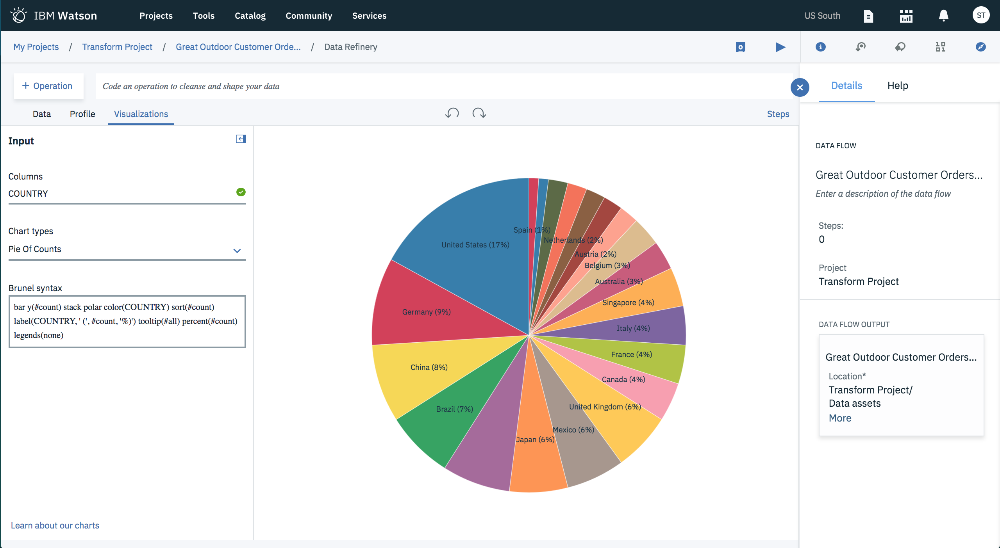 IBM Watson
Projects
Tools
Catalog
Community
Services
US South
ST
My Projects / Transform Project / Great Outdoor Customer Orde... / Data Refinery
+ Operation
Code an operation to cleanse and shape your data
Data
Profile
Visualizations
Steps
Input
Columns
COUNTRY
Chart types
Pie Of Counts
Brunel syntax
bar y(#count) stack polar color(COUNTRY) sort(#count)
label(COUNTRY, ' (', #count, '%)') tooltip(#all) percent(#count)
legends(none)
Learn about our charts
Spain (1%)
Netherlands (2%)
United States (17%)
Austria (2%)
Belgium (3%)
Australia (3%)
Singapore (4%)
Germany (9%)
Italy (4%)
France (4%)
China (8%)
Canada (4%)
United Kingdom (6%)
Brazil (7%)
Mexico (6%)
Japan (6%)
Details
Help
DATA FLOW
Great Outdoor Customer Orders...
Enter a description of the data flow
Steps:
0
Project
Transform Project
DATA FLOW OUTPUT
Great Outdoor Customer Orders...
Location*
Transform Project/
Data assets
More